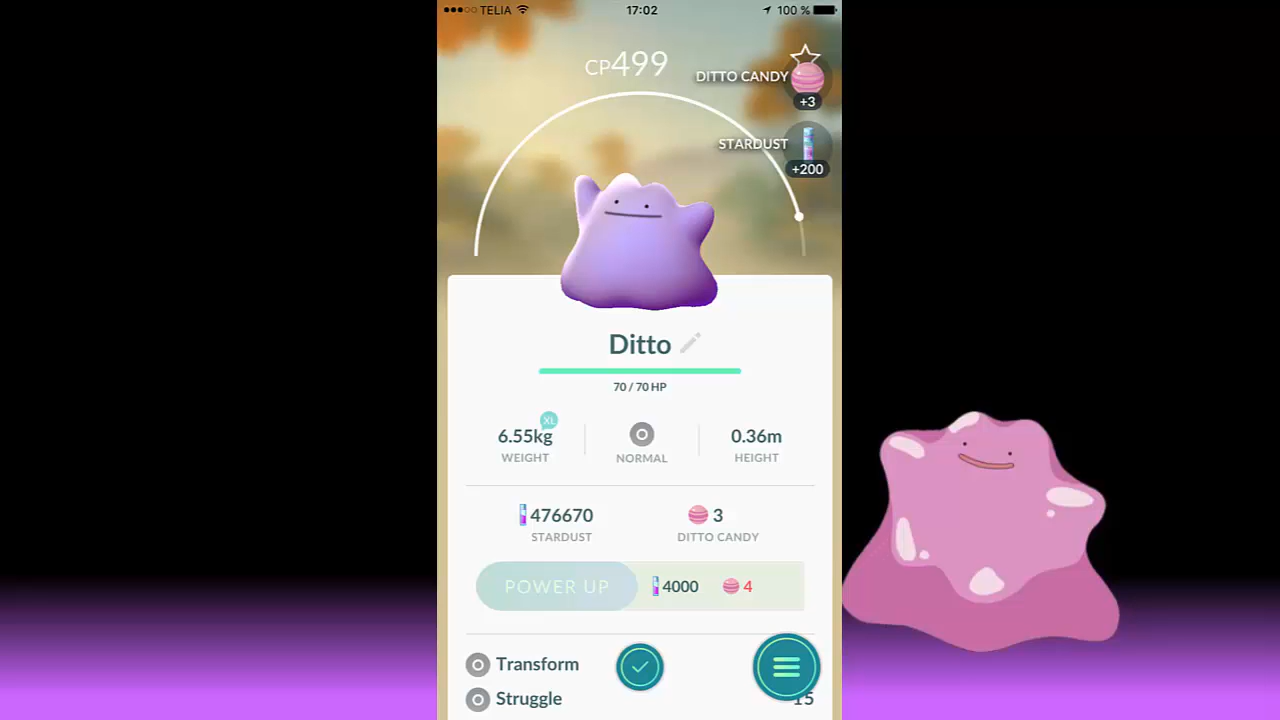 TELIA 17:02 100 %
CP499
DITTO CANDY
+3
STARDUST
+200
Ditto
70 / 70 HP
XL
6.55kg 0.36m
WEIGHT NORMAL HEIGHT
476670 3
STARDUST DITTO CANDY
POWER UP 4000 4
Transform
Struggle 15